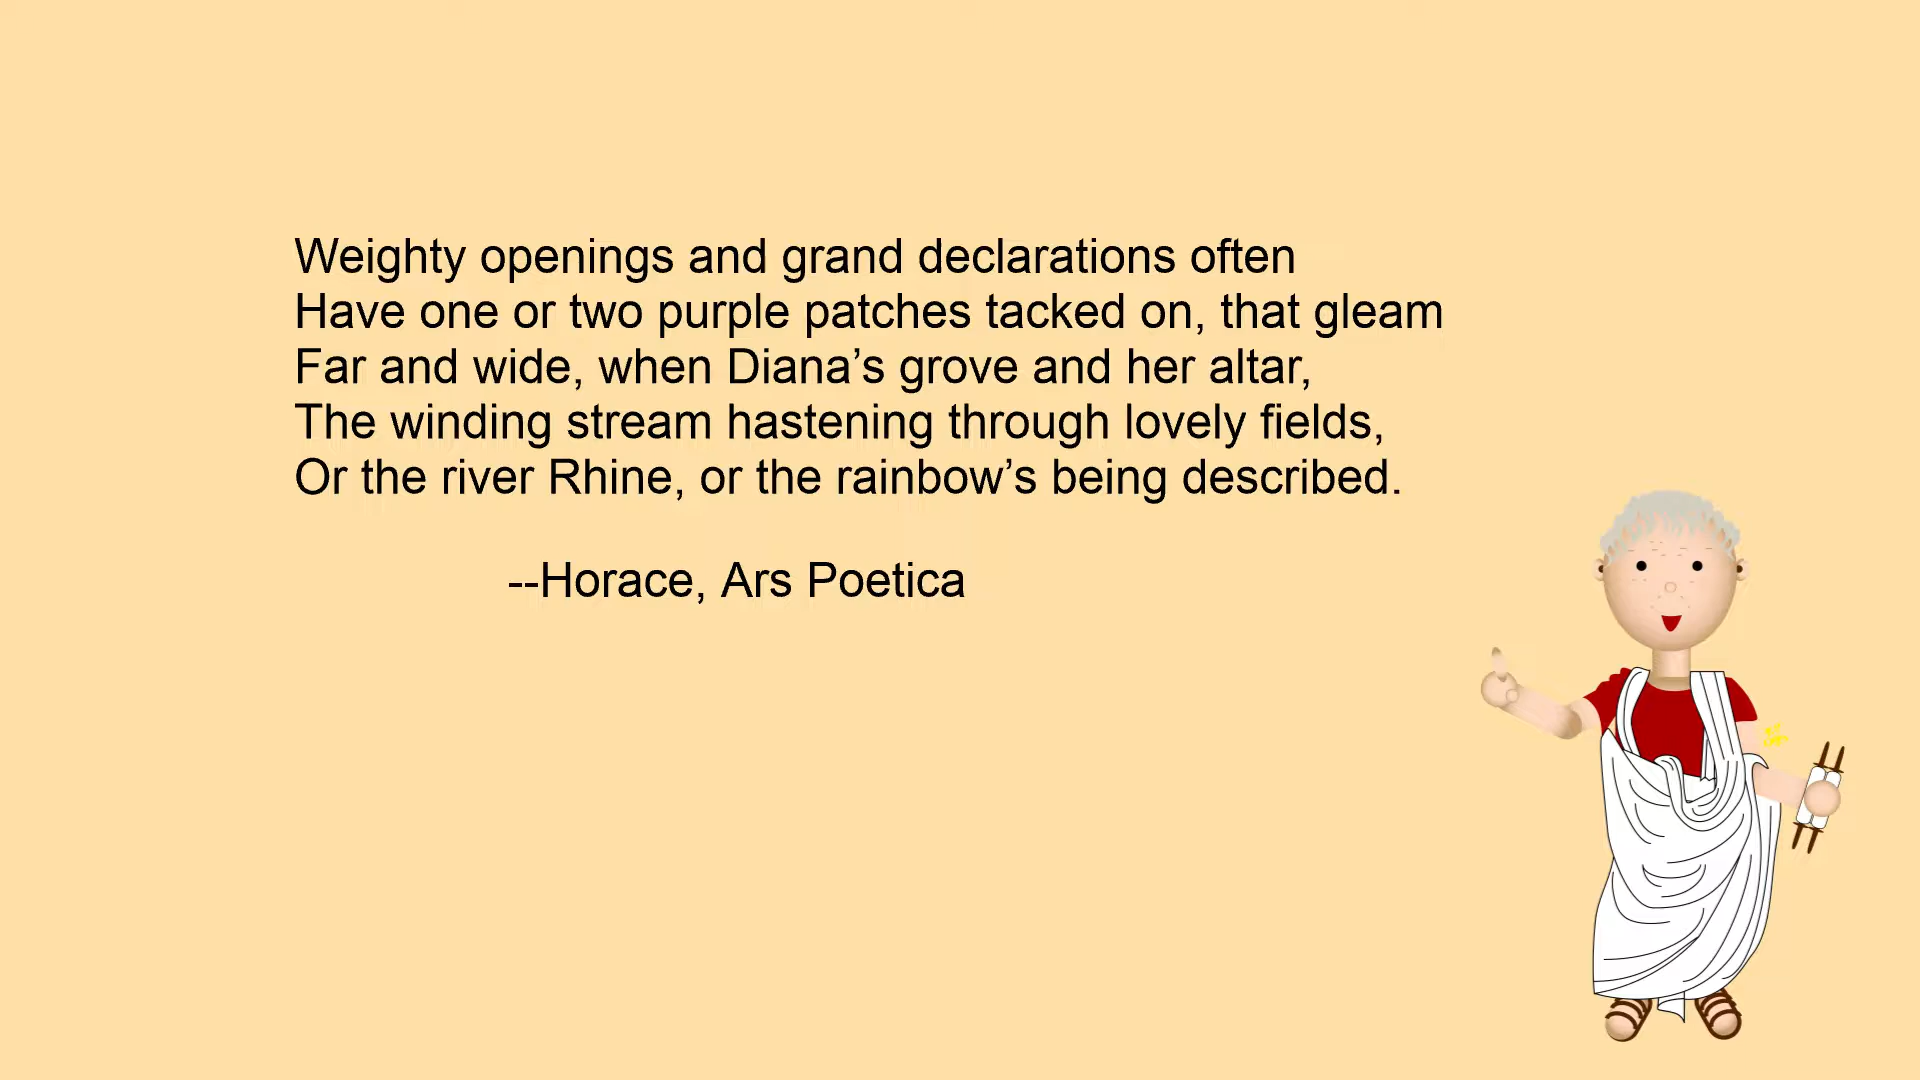 Weighty openings and grand declarations often
Have one or two purple patches tacked on, that gleam
Far and wide, when Diana’s grove and her altar,
The winding stream hastening through lovely fields,
Or the river Rhine, or the rainbow’s being described.
--Horace, Ars Poetica